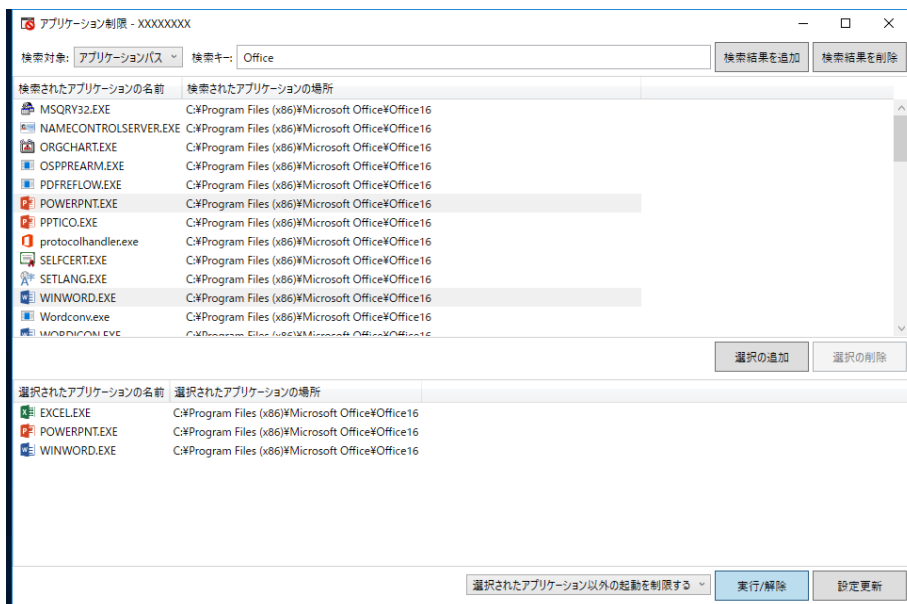 アプリケーション制限 - XXXXXXXX
検索対象: アプリケーションパス 検索キー: Office 検索結果を追加 検索結果を削除
検索されたアプリケーションの名前 検索されたアプリケーションの場所
MSQRY32.EXE C:¥Program Files (x86)¥Microsoft Office¥Office16
NAMECONTROLSERVER.EXE C:¥Program Files (x86)¥Microsoft Office¥Office16
ORGCHART.EXE C:¥Program Files (x86)¥Microsoft Office¥Office16
OSPPREARM.EXE C:¥Program Files (x86)¥Microsoft Office¥Office16
PDFREFLOW.EXE C:¥Program Files (x86)¥Microsoft Office¥Office16
POWERPNT.EXE C:¥Program Files (x86)¥Microsoft Office¥Office16
PPTICO.EXE C:¥Program Files (x86)¥Microsoft Office¥Office16
protocolhandler.exe C:¥Program Files (x86)¥Microsoft Office¥Office16
SELFCERT.EXE C:¥Program Files (x86)¥Microsoft Office¥Office16
SETLANG.EXE C:¥Program Files (x86)¥Microsoft Office¥Office16
WINWORD.EXE C:¥Program Files (x86)¥Microsoft Office¥Office16
Wordconv.exe C:¥Program Files (x86)¥Microsoft Office¥Office16
WORDICON.EXE C:¥Program Files (x86)¥Microsoft Office¥Office16
選択の追加 選択の削除
選択されたアプリケーションの名前 選択されたアプリケーションの場所
EXCEL.EXE C:¥Program Files (x86)¥Microsoft Office¥Office16
POWERPNT.EXE C:¥Program Files (x86)¥Microsoft Office¥Office16
WINWORD.EXE C:¥Program Files (x86)¥Microsoft Office¥Office16
選択されたアプリケーション以外の起動を制限する 実行/解除 設定更新